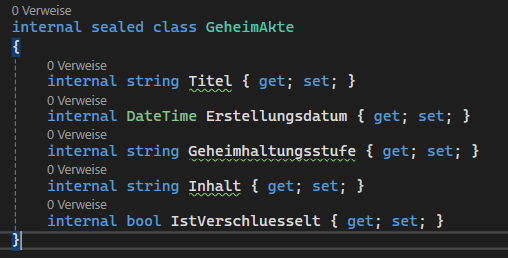 0 Verweise
internal sealed class GeheimAkte
{
0 Verweise
internal string Titel { get; set; }
0 Verweise
internal DateTime Erstellungsdatum { get; set; }
0 Verweise
internal string Geheimhaltungsstufe { get; set; }
0 Verweise
internal string Inhalt { get; set; }
0 Verweise
internal bool IstVerschluesselt { get; set; }
}